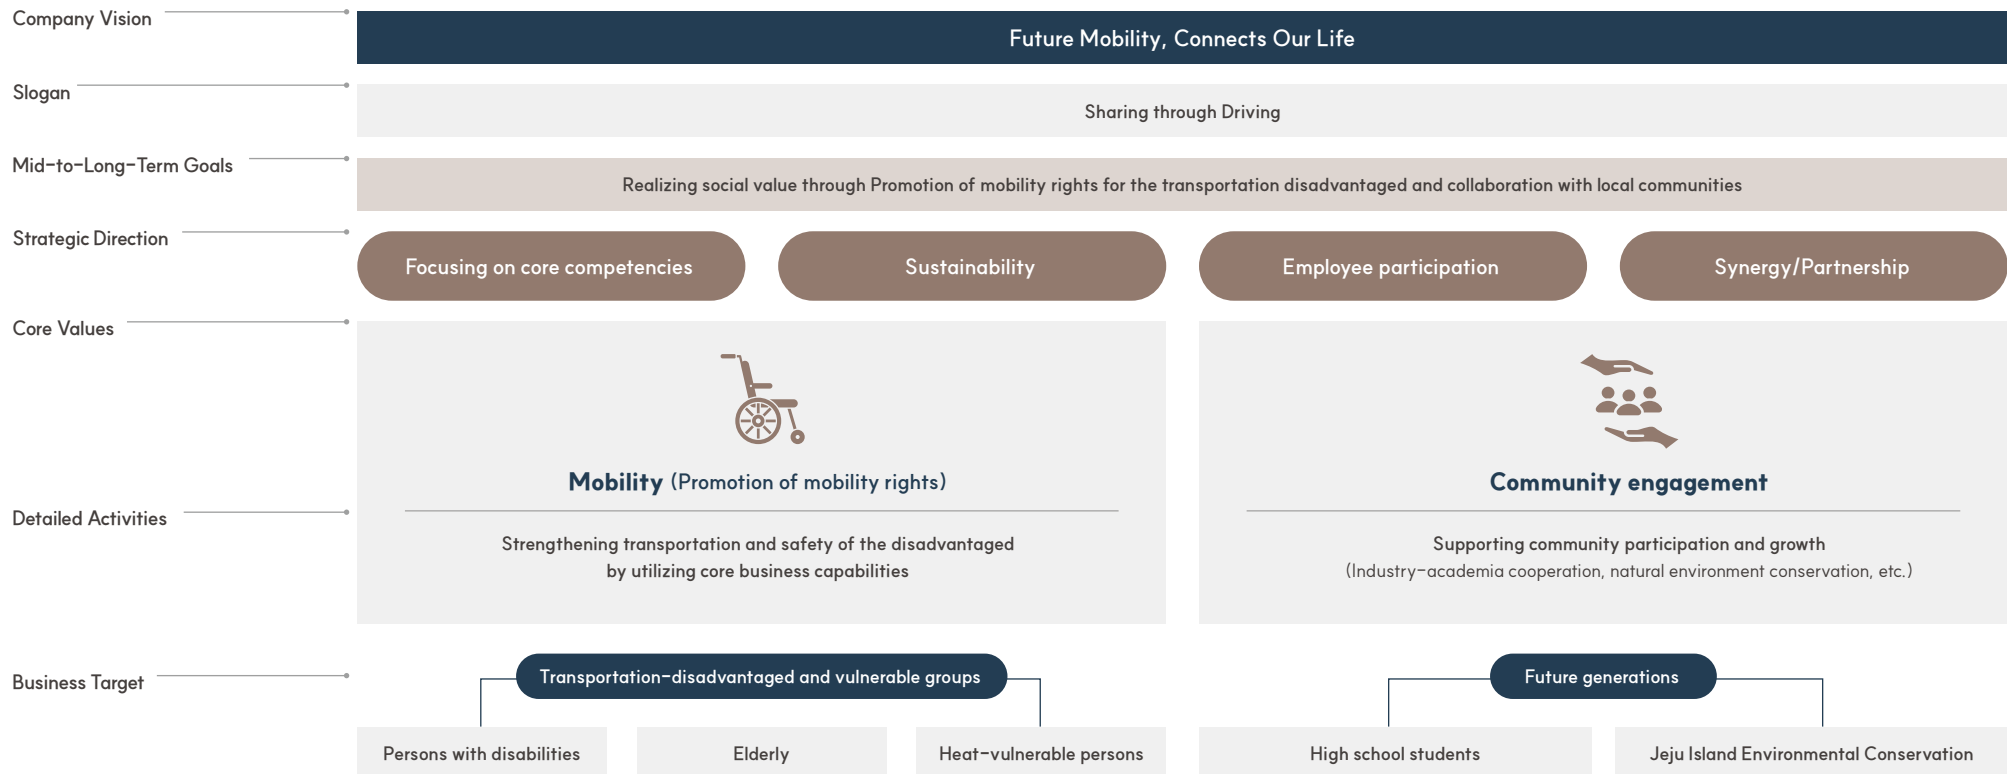 Company Vision
Future Mobility, Connects Our Life
Slogan
Sharing through Driving
Mid-to-Long-Term Goals
Realizing social value through Promotion of mobility rights for the transportation disadvantaged and collaboration with local communities
Strategic Direction
Focusing on core competencies
Sustainability
Employee participation
Synergy/Partnership
Core Values
Mobility (Promotion of mobility rights)
Community engagement
Detailed Activities
Strengthening transportation and safety of the disadvantaged
by utilizing core business capabilities
Supporting community participation and growth
(Industry-academia cooperation, natural environment conservation, etc.)
Business Target
Transportation-disadvantaged and vulnerable groups
Future generations
Persons with disabilities
Elderly
Heat-vulnerable persons
High school students
Jeju Island Environmental Conservation